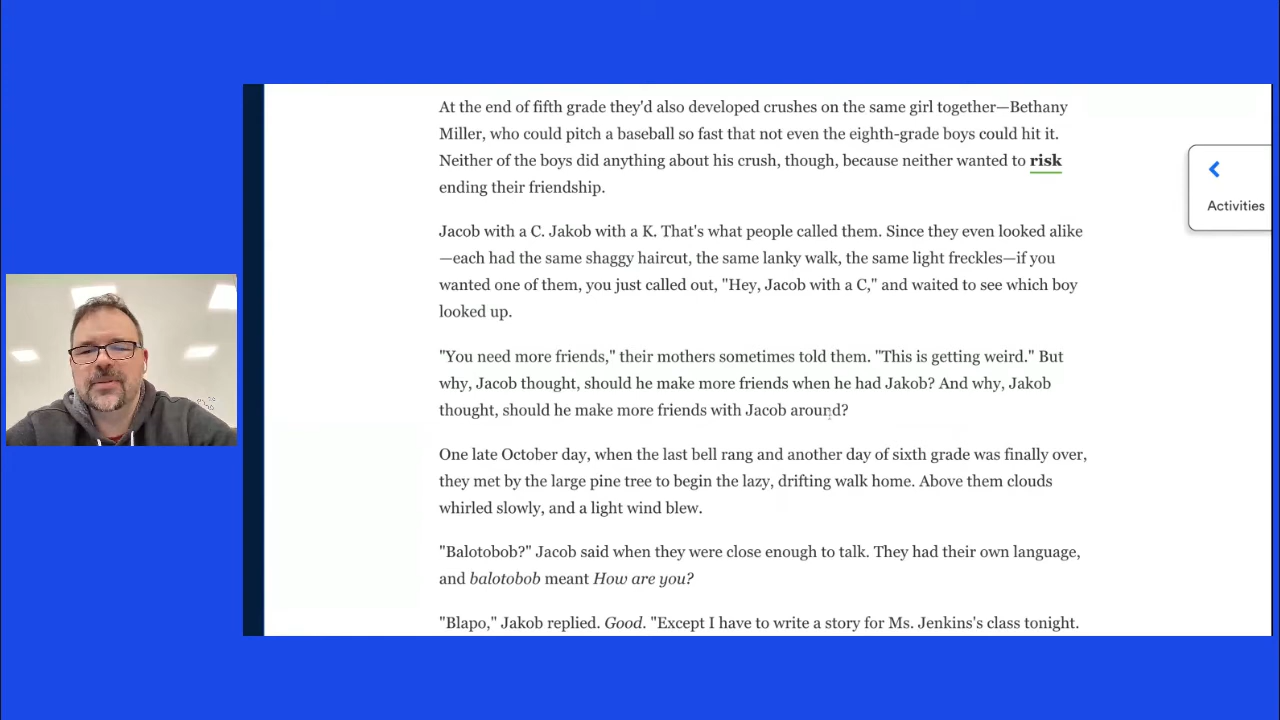 At the end of fifth grade they'd also developed crushes on the same girl together—Bethany
Miller, who could pitch a baseball so fast that not even the eighth-grade boys could hit it.
Neither of the boys did anything about his crush, though, because neither wanted to risk
ending their friendship.
Jacob with a C. Jakob with a K. That's what people called them. Since they even looked alike
—each had the same shaggy haircut, the same lanky walk, the same light freckles—if you
wanted one of them, you just called out, "Hey, Jacob with a C," and waited to see which boy
looked up.
"You need more friends," their mothers sometimes told them. "This is getting weird." But
why, Jacob thought, should he make more friends when he had Jakob? And why, Jakob
thought, should he make more friends with Jacob around?
One late October day, when the last bell rang and another day of sixth grade was finally over,
they met by the large pine tree to begin the lazy, drifting walk home. Above them clouds
whirled slowly, and a light wind blew.
"Balotobob?" Jacob said when they were close enough to talk. They had their own language,
and balotobob meant How are you?
"Blapo," Jakob replied. Good. "Except I have to write a story for Ms. Jenkins's class tonight.
Activities